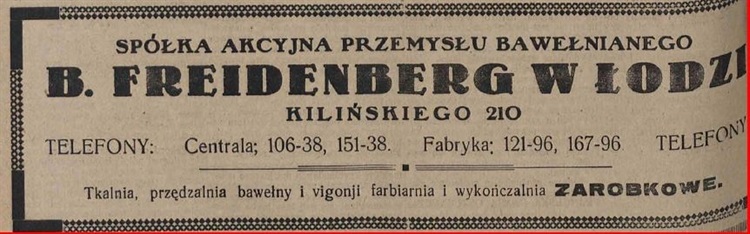 SPÓŁKA AKCYJNA PRZEMYSŁU BAWEŁNIANEGO
B. FREIDENBERG W ŁODZI
KILIŃSKIEGO 210
TELEFONY: Centrala; 106-38, 151-38. Fabryka: 121-96, 167-96 TELEFONY
Tkalnia, przędzalnia bawełny i vigonji farbiarnia i wykończalnia ZAROBKOWE.